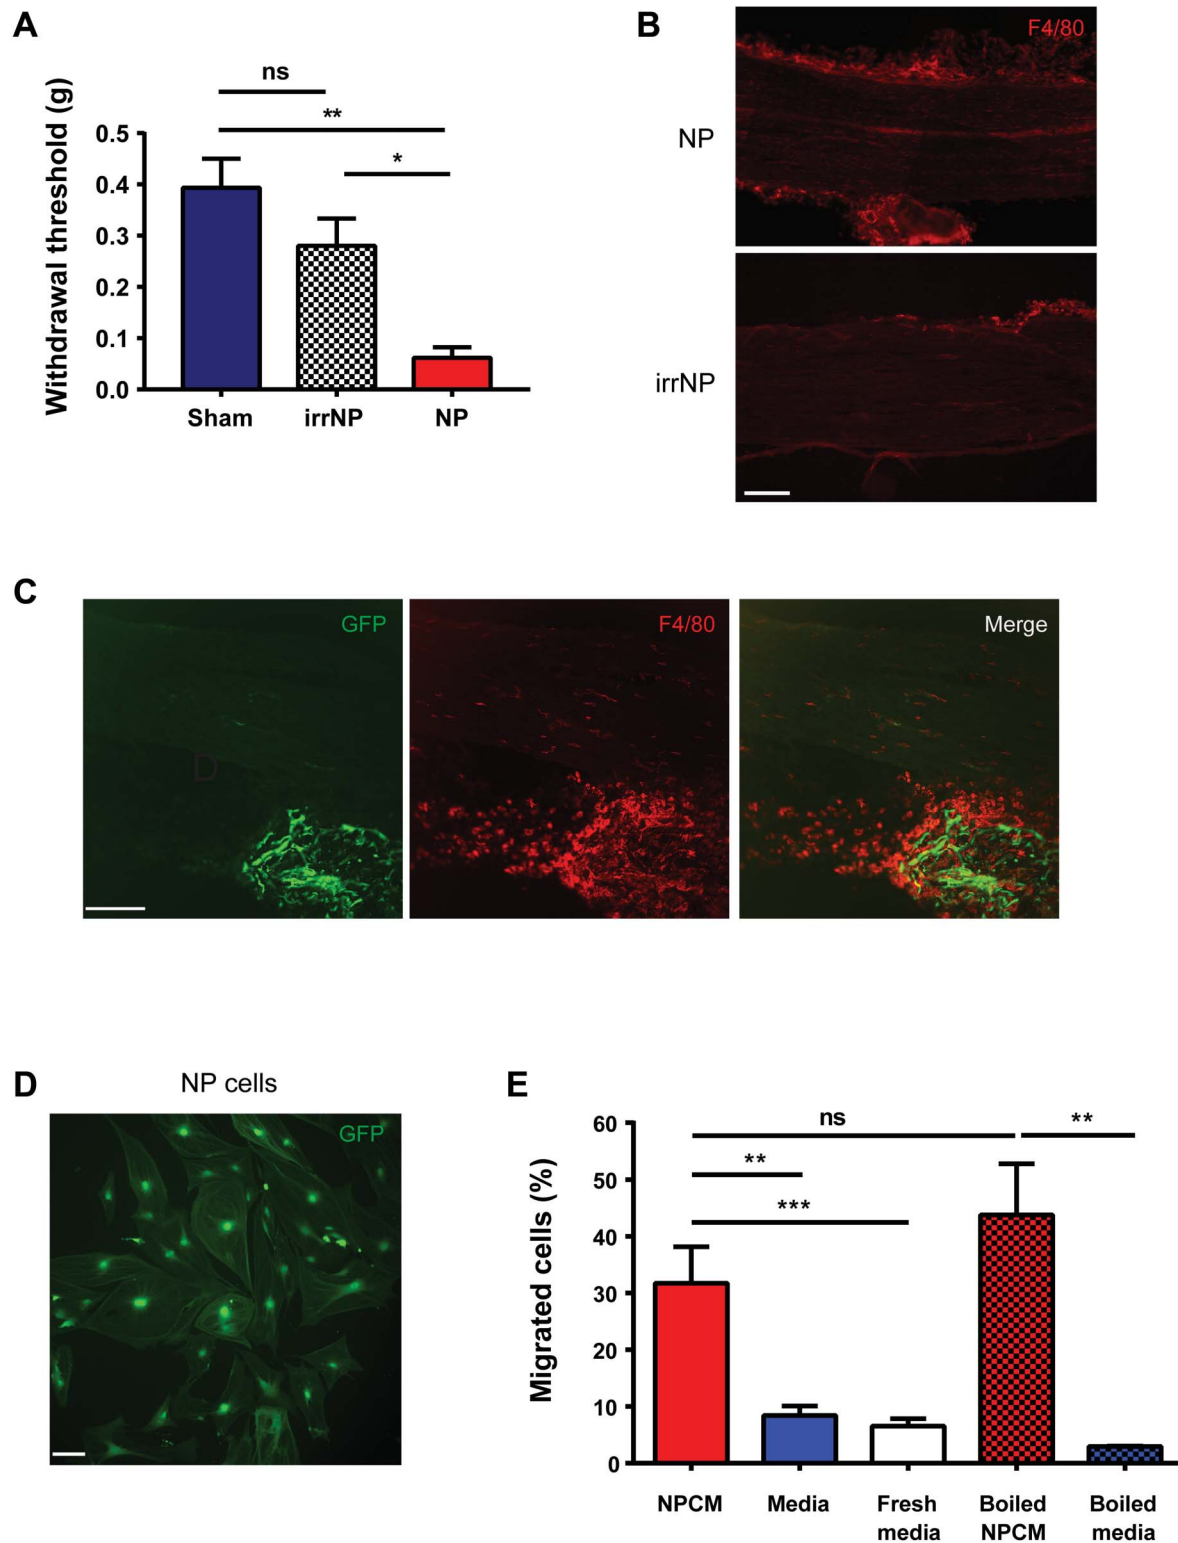 A
ns
**
*
Withdrawal threshold (g)
0.5
0.4
0.3
0.2
0.1
0.0
Sham irrNP NP
B
F4/80
NP
irrNP
C
GFP
F4/80
Merge
D
D
NP cells
GFP
E
ns
**
**
***
Migrated cells (%)
60
50
40
30
20
10
0
NPCM Media Fresh Boiled Boiled
media NPCM media